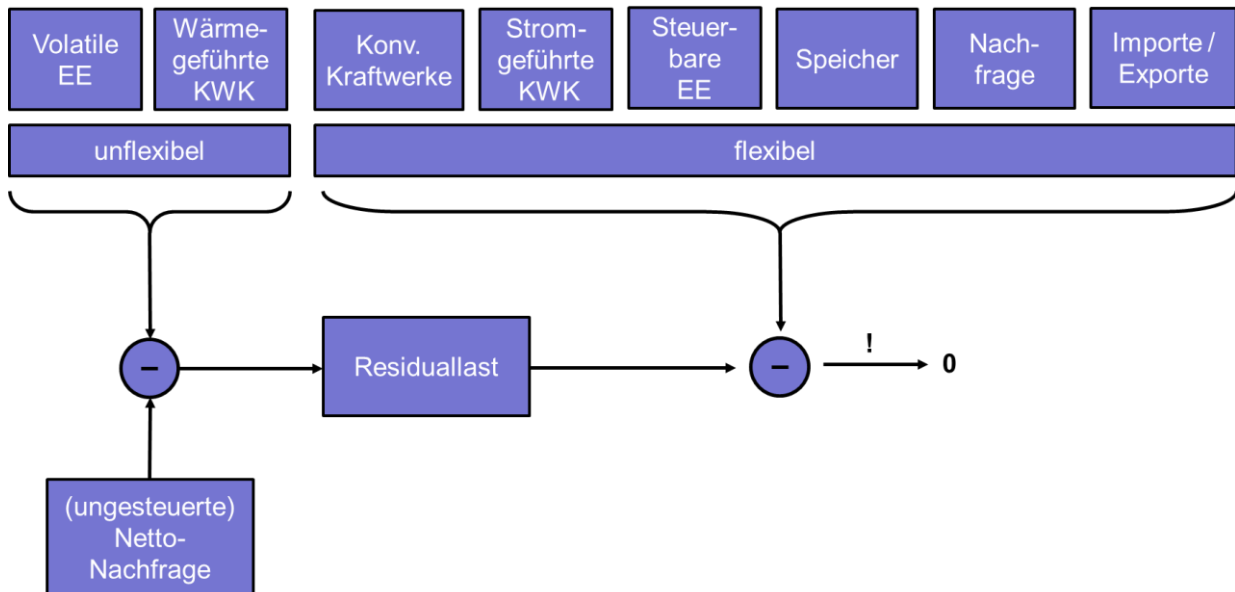 Volatile
EE
Wärme-
geführte
KWK
Konv.
Kraftwerke
Strom-
geführte
KWK
Steuer-
bare
EE
Speicher
Nach-
frage
Importe /
Exporte
unflexibel
flexibel
–
Residuallast
–
!
0
(ungesteuerte)
Netto-
Nachfrage